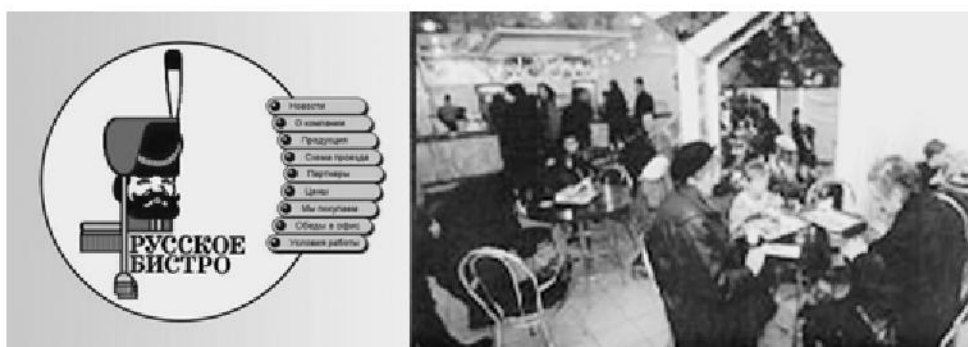 Новости
О компании
Продукция
Схема проезда
Партнеры
Цены
Мы покупаем
Обеды в офис
Условия работы
РУССКОЕ
БИСТРО